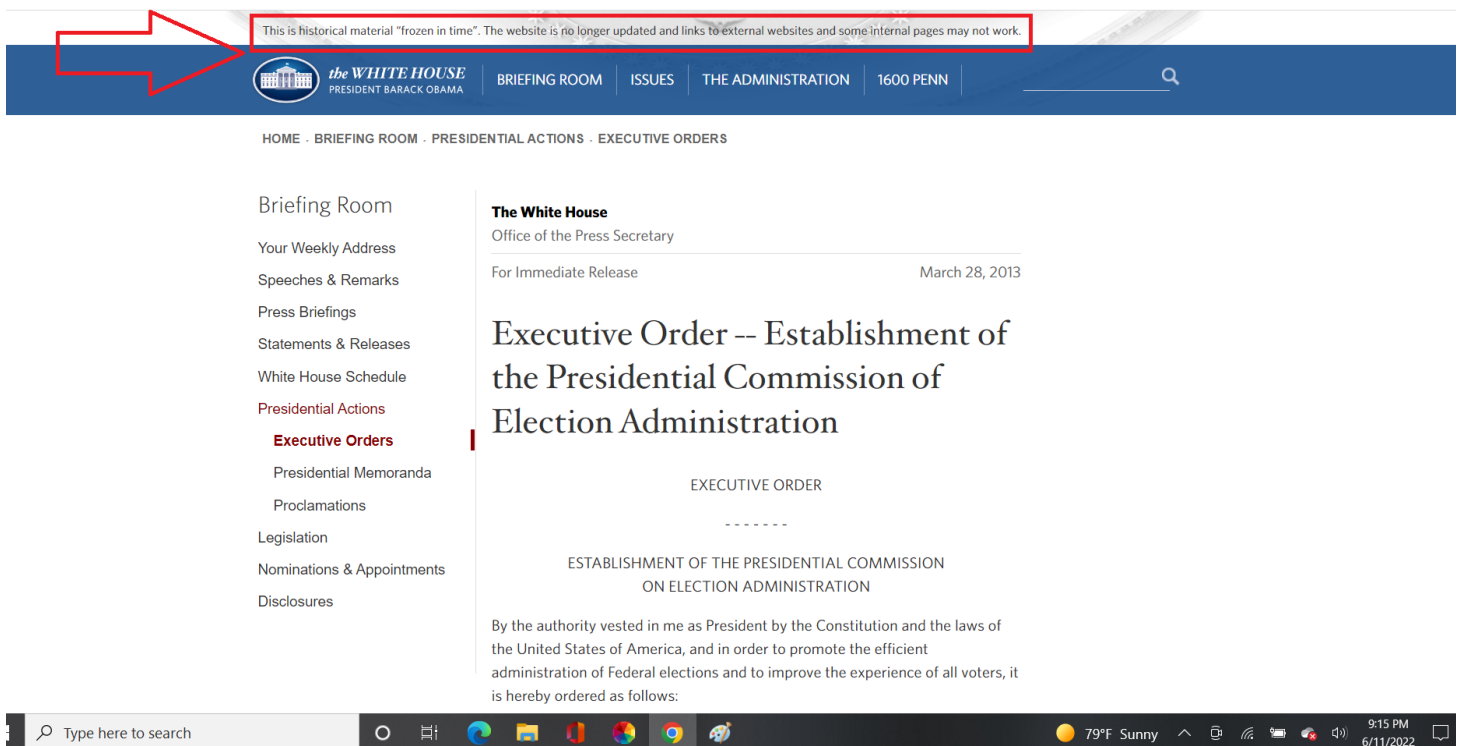 This is historical material "frozen in time". The website is no longer updated and links to external websites and some internal pages may not work.
the WHITE HOUSE
PRESIDENT BARACK OBAMA
BRIEFING ROOM
ISSUES
THE ADMINISTRATION
1600 PENN
HOME · BRIEFING ROOM · PRESIDENTIAL ACTIONS · EXECUTIVE ORDERS
Briefing Room
Your Weekly Address
Speeches & Remarks
Press Briefings
Statements & Releases
White House Schedule
Presidential Actions
Executive Orders
Presidential Memoranda
Proclamations
Legislation
Nominations & Appointments
Disclosures
The White House
Office of the Press Secretary
For Immediate Release
March 28, 2013
Executive Order -- Establishment of
the Presidential Commission of
Election Administration
EXECUTIVE ORDER
- - - - - - -
ESTABLISHMENT OF THE PRESIDENTIAL COMMISSION
ON ELECTION ADMINISTRATION
By the authority vested in me as President by the Constitution and the laws of
the United States of America, and in order to promote the efficient
administration of Federal elections and to improve the experience of all voters, it
is hereby ordered as follows:
Type here to search
79°F Sunny
9:15 PM
6/11/2022